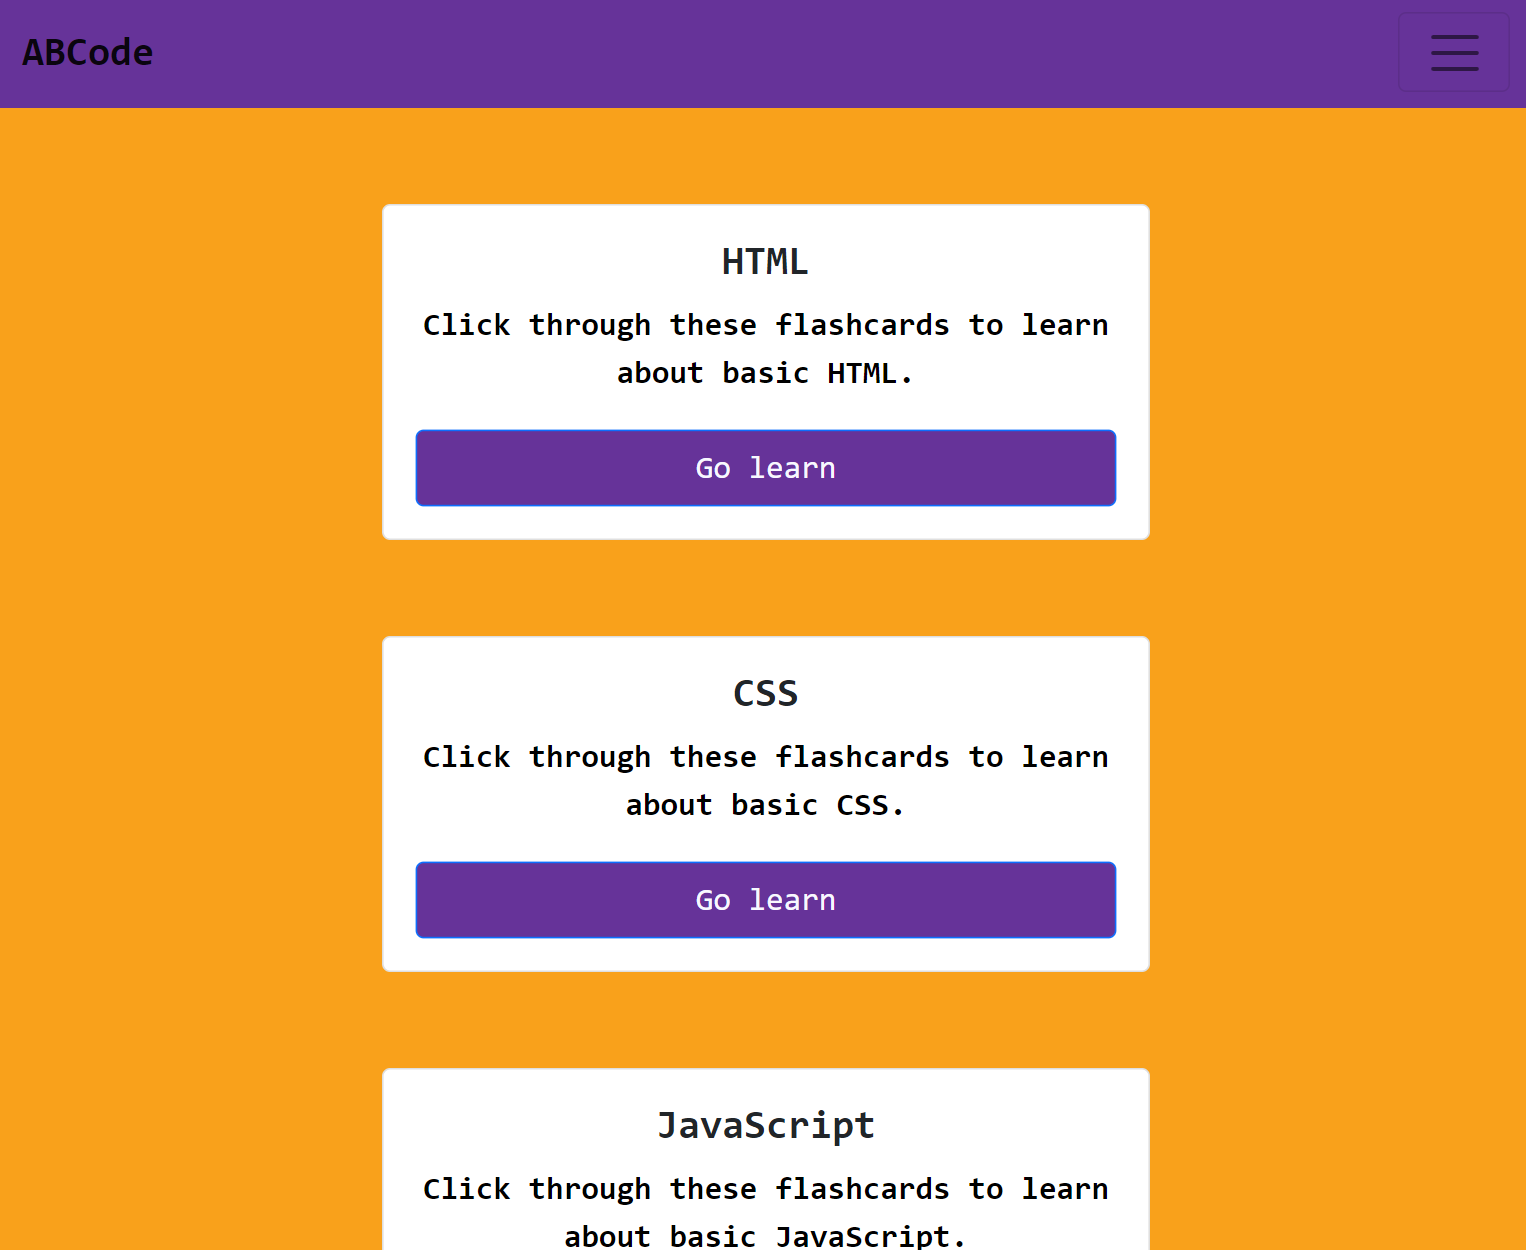 ABCode
HTML
Click through these flashcards to learn
about basic HTML.
Go learn
CSS
Click through these flashcards to learn
about basic CSS.
Go learn
JavaScript
Click through these flashcards to learn
about basic JavaScript.